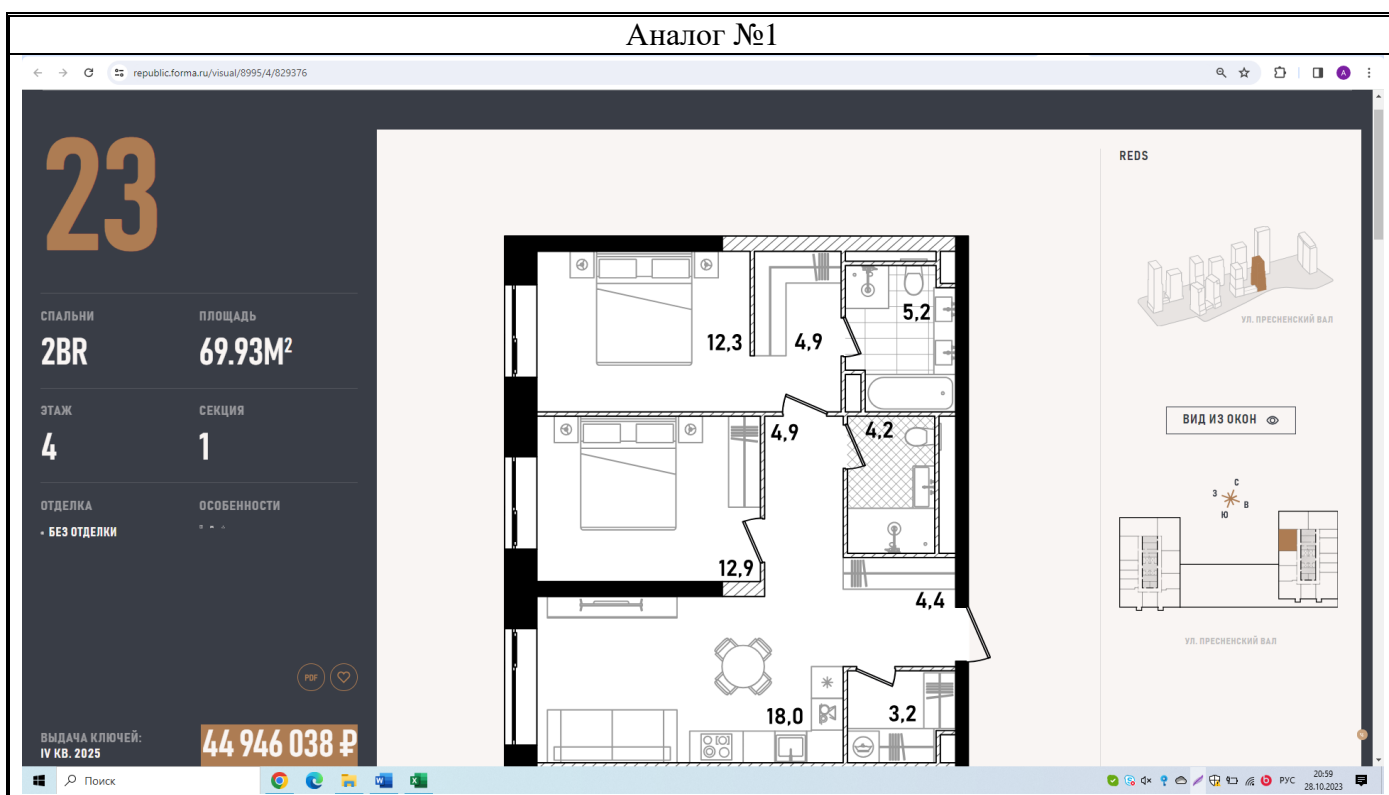 Аналог №1
republic.forma.ru/visual/8995/4/829376
A
23
СПАЛЬНИ
ПЛОЩАДЬ
2BR
69.93М²
ЭТАЖ
СЕКЦИЯ
4
1
ОТДЕЛКА
ОСОБЕННОСТИ
• БЕЗ ОТДЕЛКИ
PDF
ВЫДАЧА КЛЮЧЕЙ:
IV КВ. 2025
44 946 038 ₽
12,3
4,9
5,2
4,9
4,2
12,9
4,4
18,0
3,2
REDS
УЛ. ПРЕСНЕНСКИЙ ВАЛ
ВИД ИЗ ОКОН
С
З
В
Ю
УЛ. ПРЕСНЕНСКИЙ ВАЛ
Поиск
РУС
20:59
28.10.2023